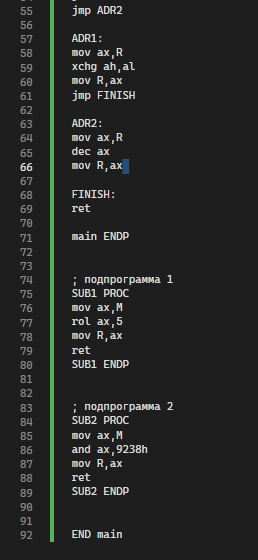 55 jmp ADR2
56
57 ADR1:
58 mov ax,R
59 xchg ah,al
60 mov R,ax
61 jmp FINISH
62
63 ADR2:
64 mov ax,R
65 dec ax
66 mov R,ax
67
68 FINISH:
69 ret
70
71 main ENDP
72
73
74 ; подпрограмма 1
75 SUB1 PROC
76 mov ax,M
77 rol ax,5
78 mov R,ax
79 ret
80 SUB1 ENDP
81
82
83 ; подпрограмма 2
84 SUB2 PROC
85 mov ax,M
86 and ax,9238h
87 mov R,ax
88 ret
89 SUB2 ENDP
90
91
92 END main